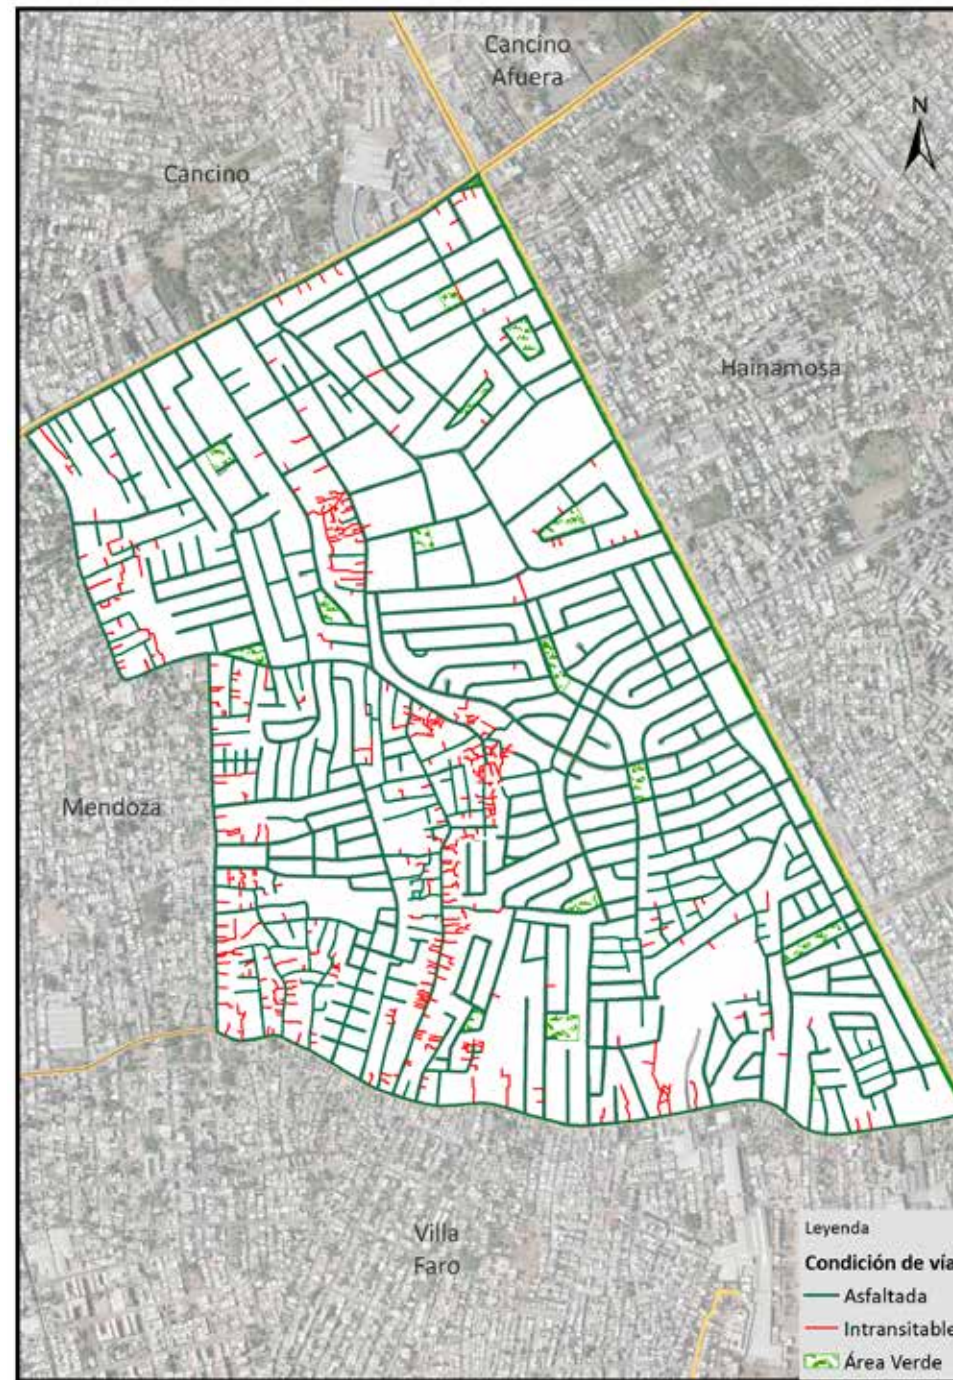 Cancino
Afuera
N
Cancino
Hainamosa
Mendoza
Villa
Faro
Leyenda
Condición de vía
Asfaltada
Intransitable
Área Verde